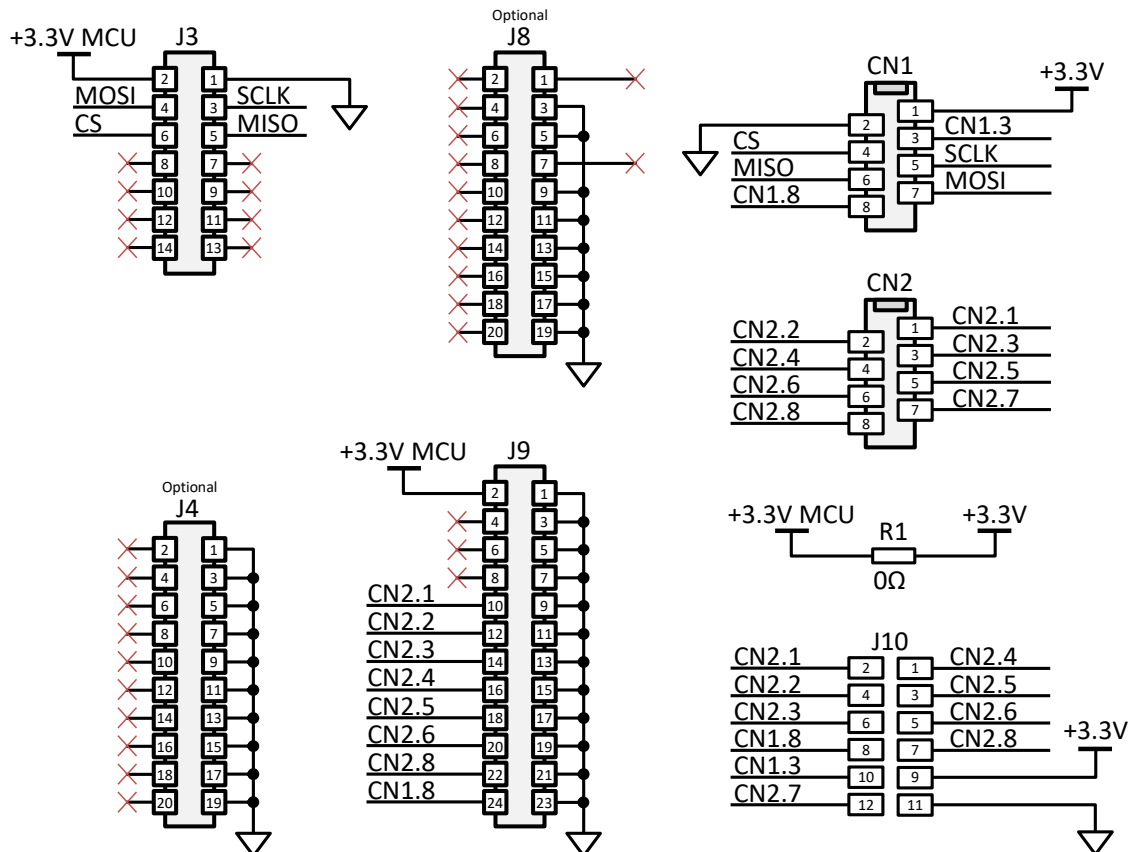 +3.3V MCU
J3
2 1
MOSI 4 3 SCLK
CS 6 5 MISO
8 7
10 9
12 11
14 13
Optional
J8
2 1
4 3
6 5
8 7
10 9
12 11
14 13
16 15
18 17
20 19
CN1
+3.3V
1
2
CN1.3
3
CS 4
SCLK
5
MISO 6
MOSI
7
CN1.8 8
CN2
1 CN2.1
CN2.2 2
3 CN2.3
CN2.4 4
5 CN2.5
CN2.6 6
7 CN2.7
CN2.8 8
Optional
J4
2 1
4 3
6 5
8 7
10 9
12 11
14 13
16 15
18 17
20 19
+3.3V MCU
J9
2 1
4 3
6 5
8 7
CN2.1 10 9
CN2.2 12 11
CN2.3 14 13
CN2.4 16 15
CN2.5 18 17
CN2.6 20 19
CN2.8 22 21
CN1.8 24 23
+3.3V MCU
R1
+3.3V
0Ω
J10
CN2.1 2 1 CN2.4
CN2.2 4 3 CN2.5
CN2.3 6 5 CN2.6
CN1.8 8 7 CN2.8
+3.3V
CN1.3 10 9
CN2.7 12 11